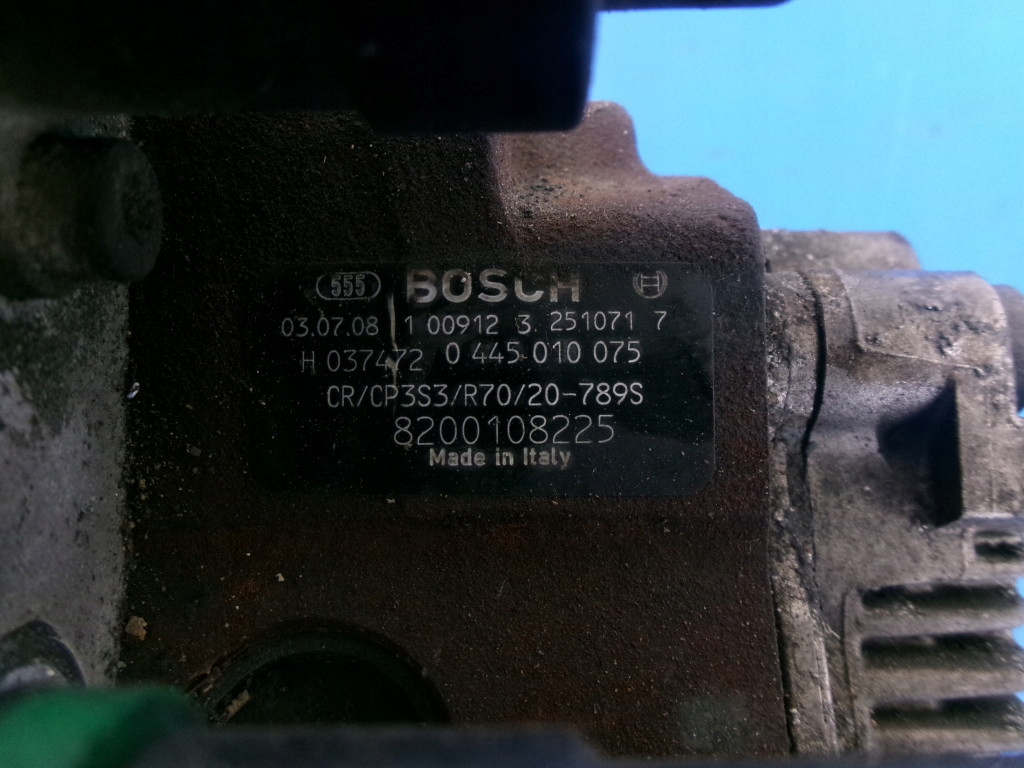 555 BOSCH
03.07.08 1 00912 3 251071 7
H 037472 0 445 010 075
CR/CP3S3/R70/20-789S
8200108225
Made in Italy